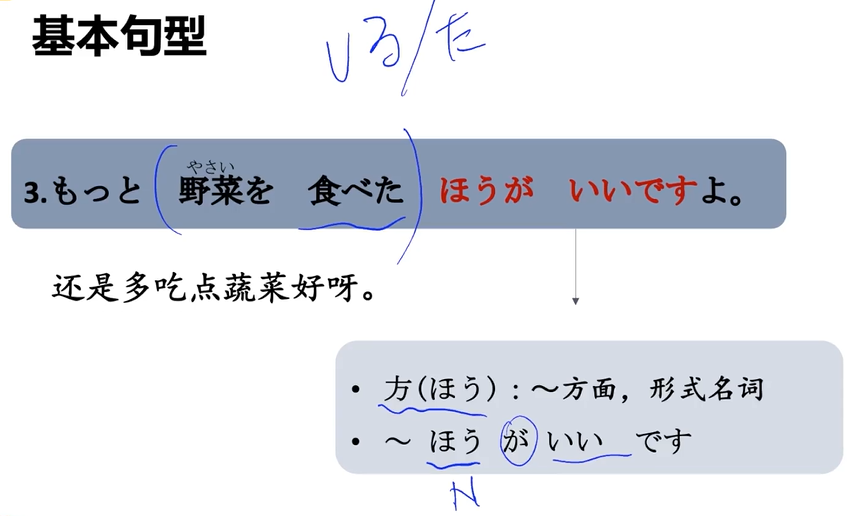 基本句型
Vる/た
やさい
3.もっと 野菜を 食べた ほうが いいですよ。
还是多吃点蔬菜好呀。
• 方(ほう)：～方面，形式名词
• ～ ほう が いい です
N